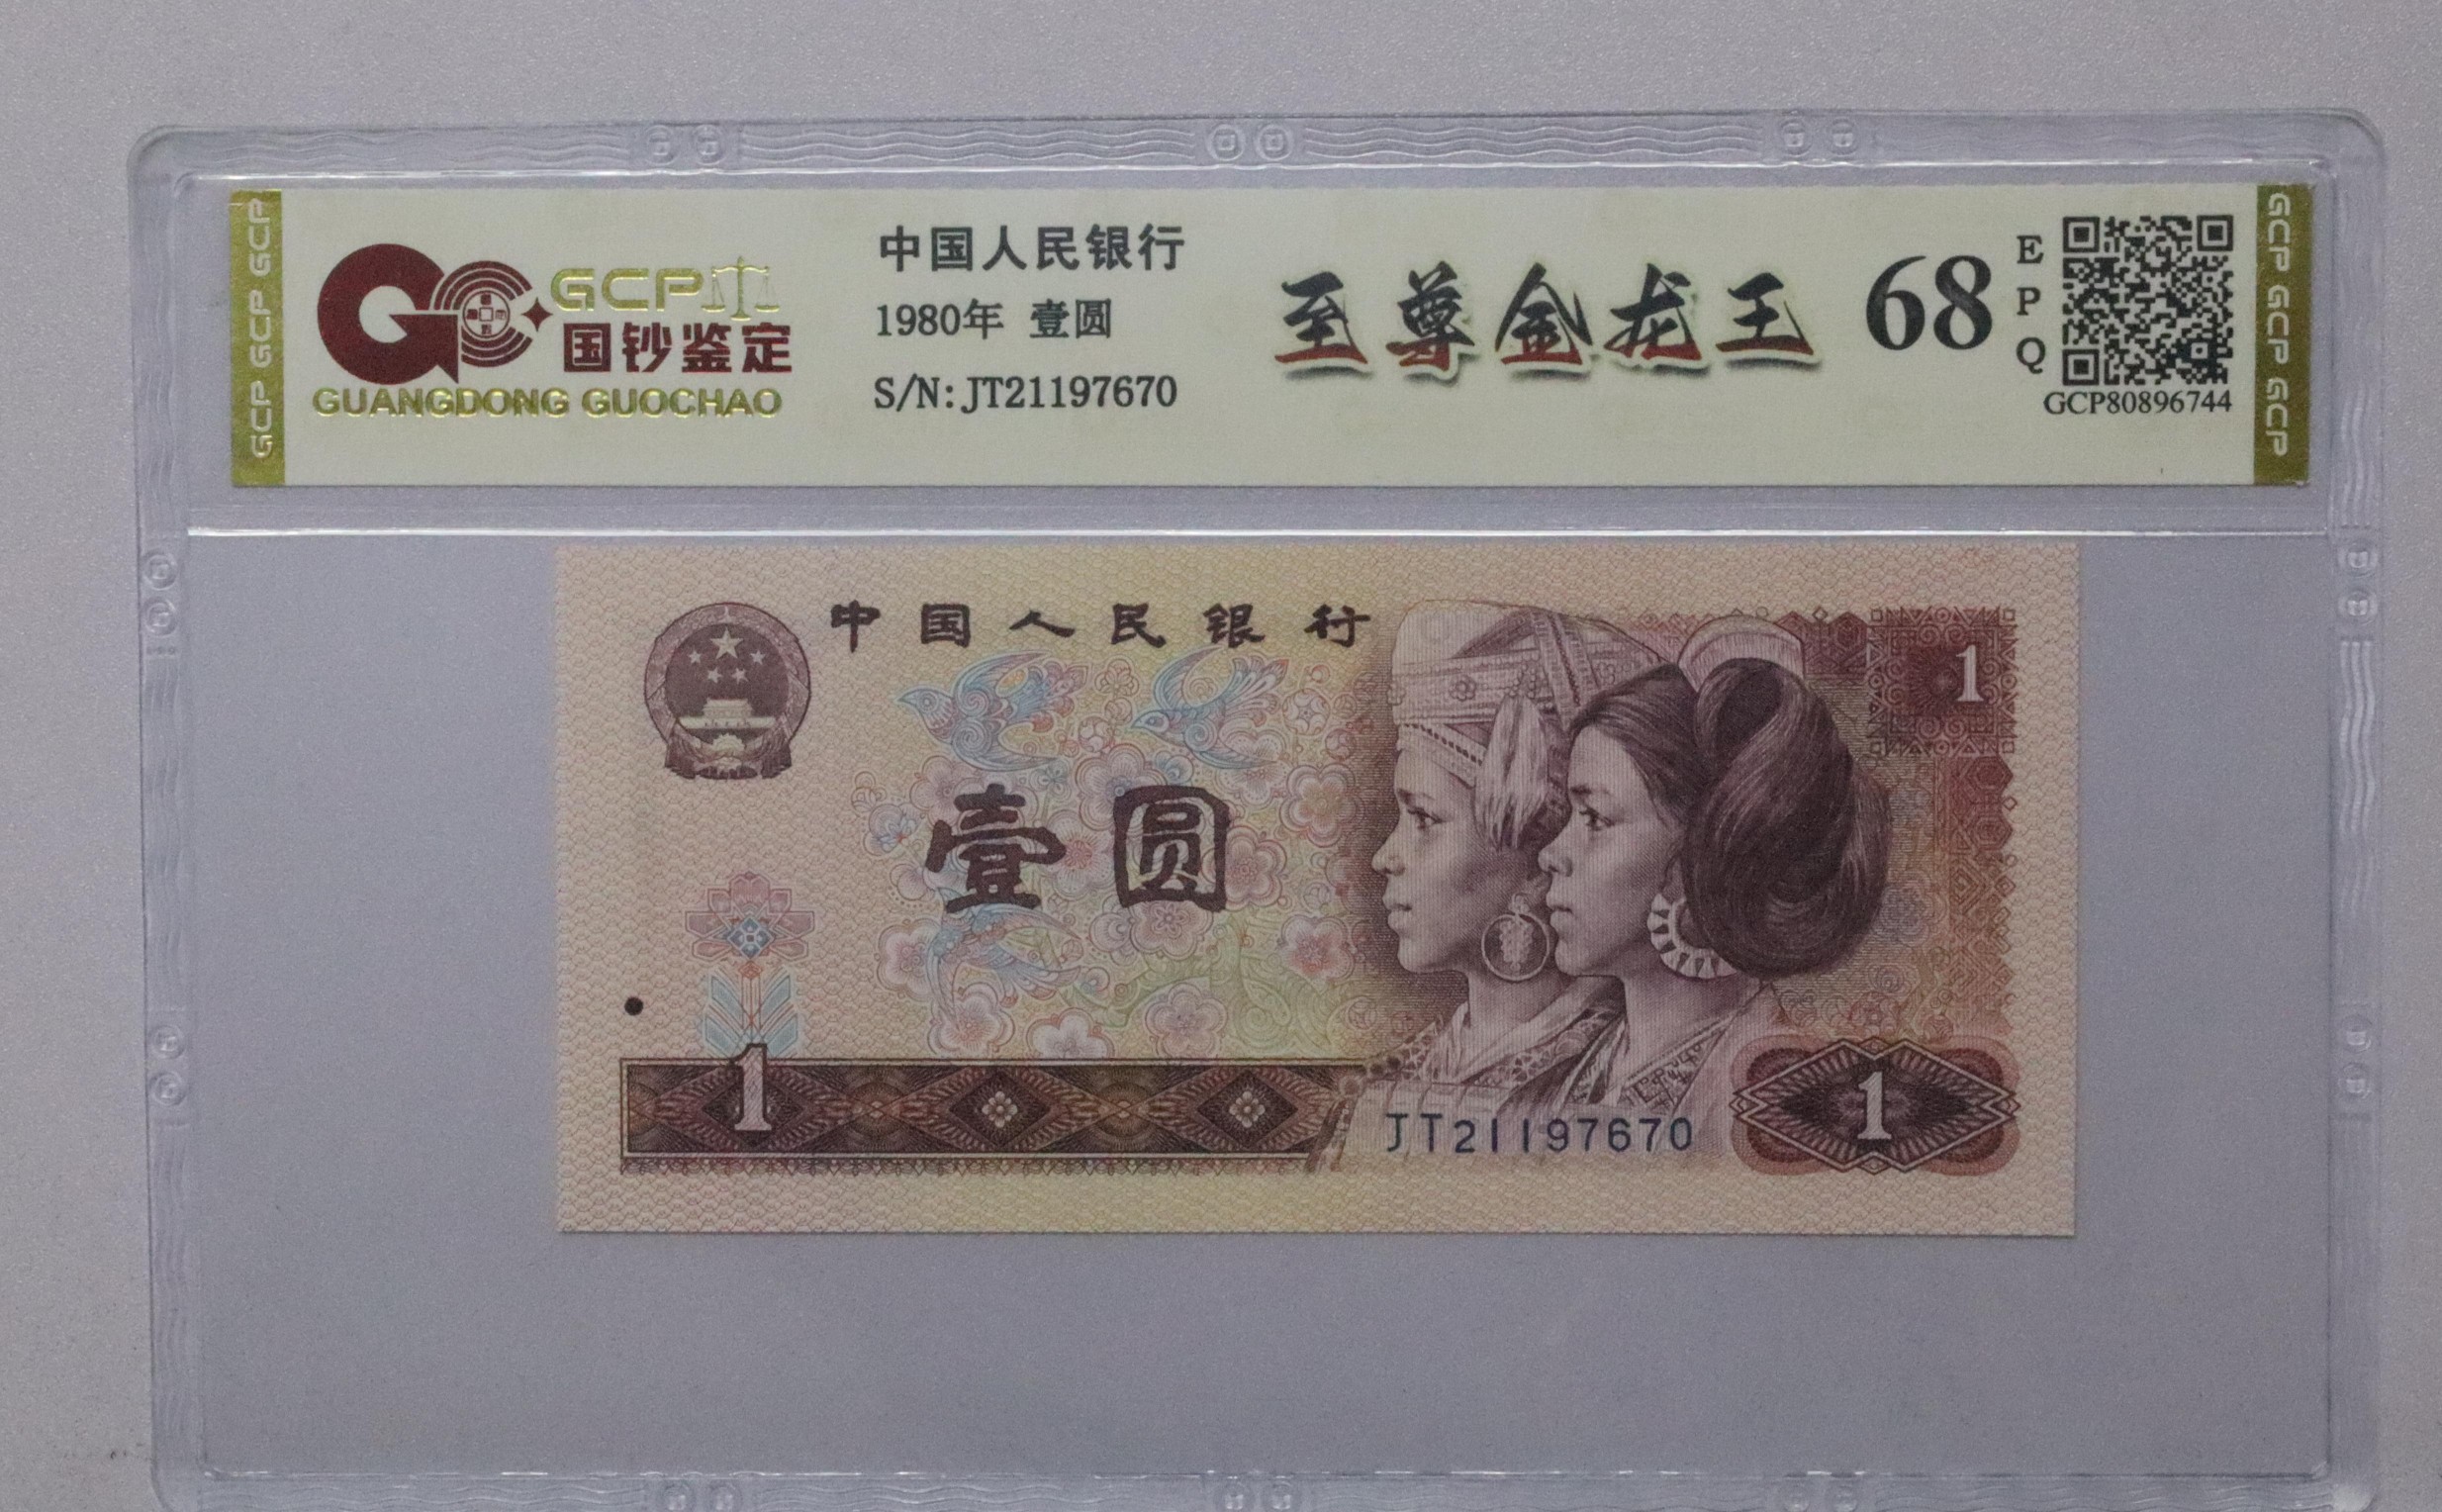 GCP GCP GCP
GCP
国钞鉴定
GUANGDONG GUOCHAO
中国人民银行
1980年 壹圆
S/N: JT21197670
至尊金龙王
68
E
P
Q
GCP80896744
GCP GCP GCP
中国人民银行
1
壹圆
1
JT21197670
1